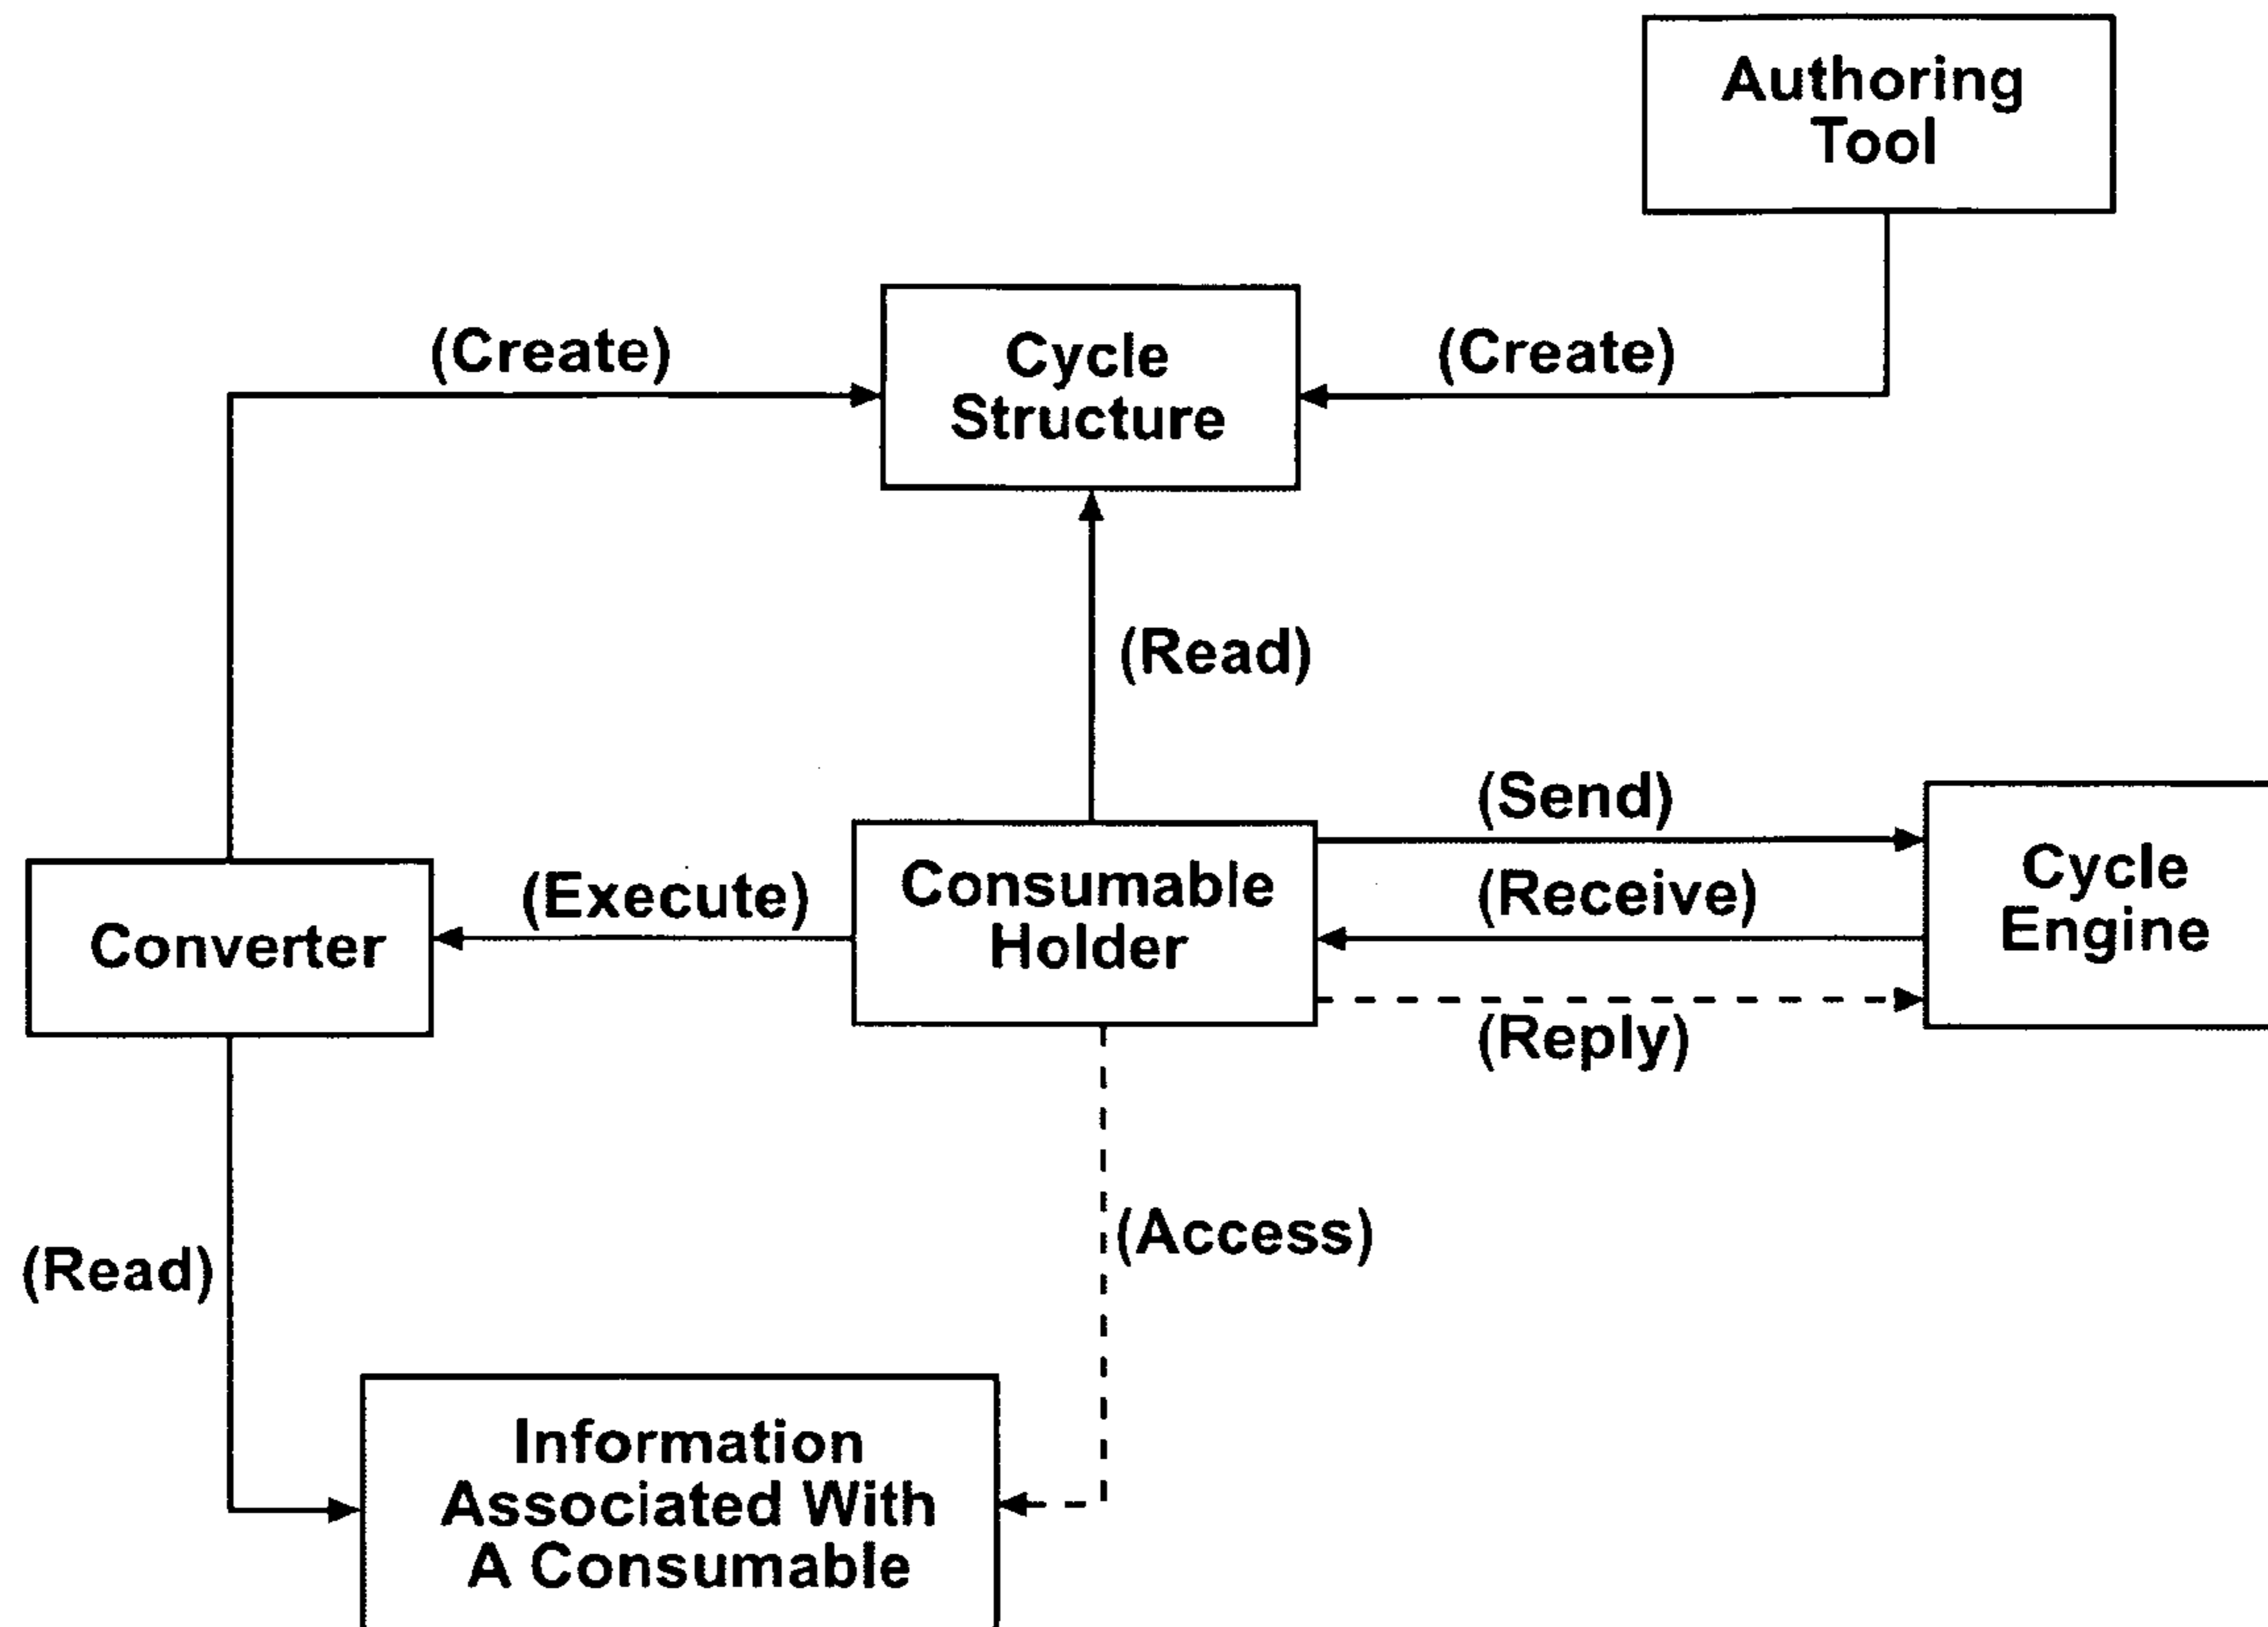 Authoring
Tool
(Create)
Cycle
Structure
(Create)
(Read)
(Send)
(Execute)
Consumable
Holder
(Receive)
Cycle
Engine
Converter
(Reply)
(Access)
(Read)
Information
Associated With
A Consumable